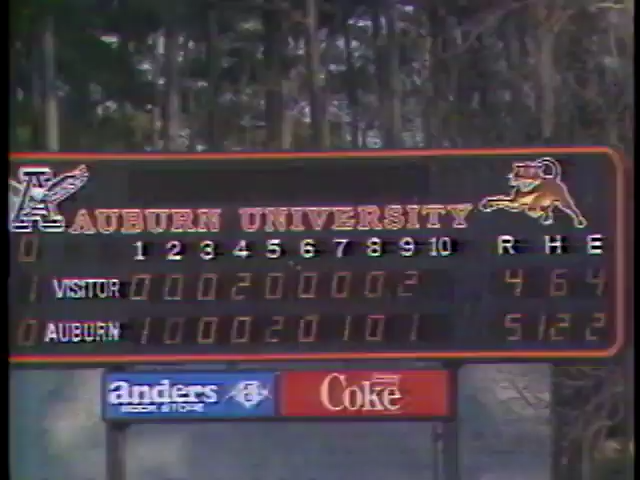 AUBURN UNIVERSITY
0 1 2 3 4 5 6 7 8 9 10 R H E
1 VISITOR 0 0 0 2 0 0 0 0 2 4 6 4
0 AUBURN 1 0 0 0 2 0 1 0 1 5 12 2
anders
BOOK STORE
Coke